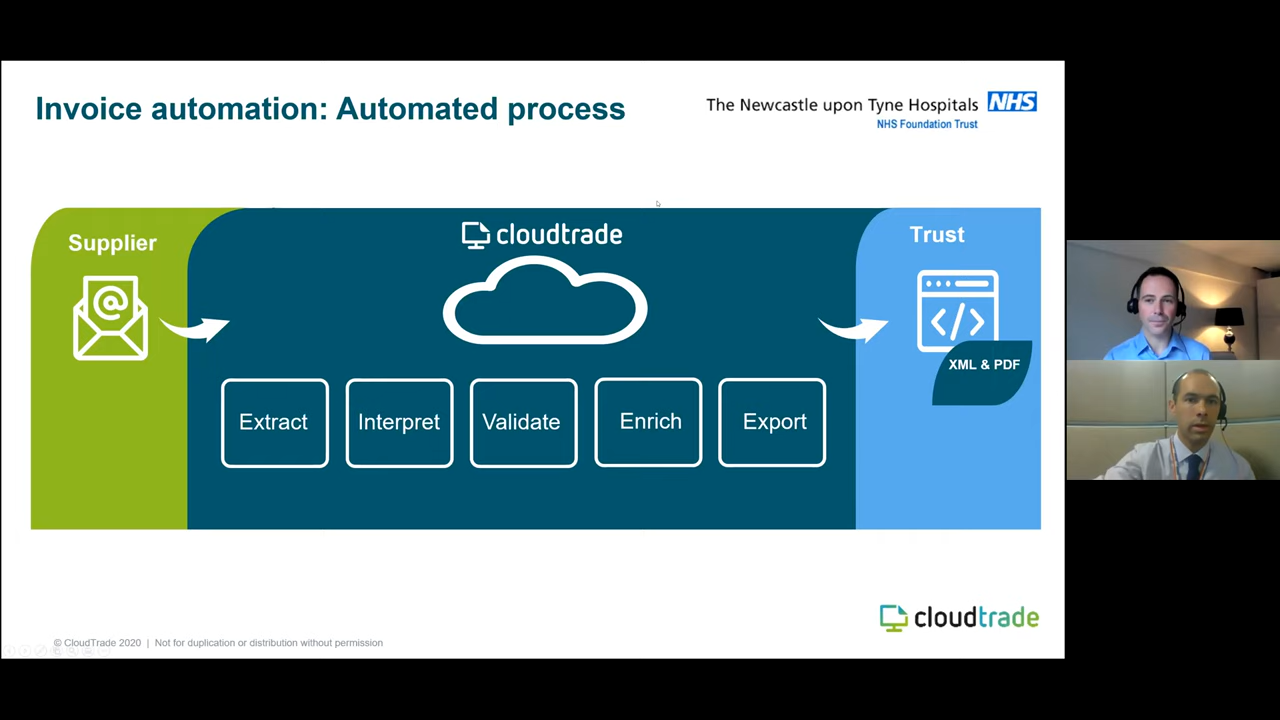 Invoice automation: Automated process
The Newcastle upon Tyne Hospitals NHS
NHS Foundation Trust
Supplier
cloudtrade
Trust
@
</>
XML & PDF
Extract
Interpret
Validate
Enrich
Export
cloudtrade
© CloudTrade 2020 | Not for duplication or distribution without permission